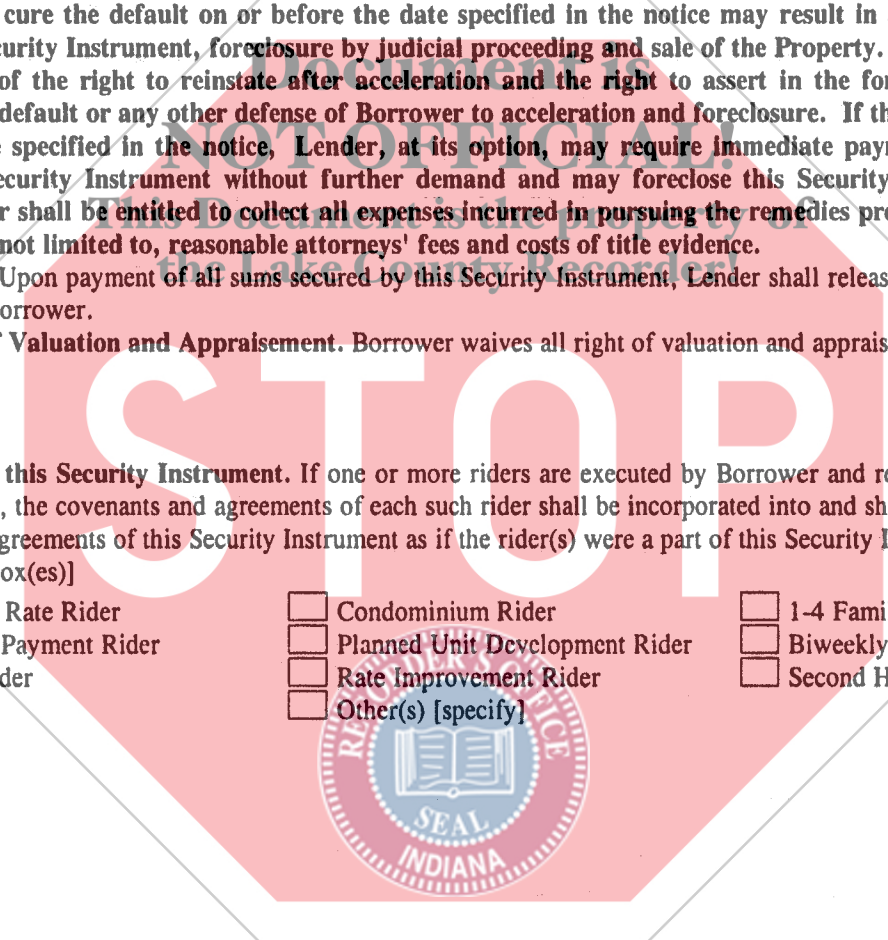 cure the default on or before the date specified in the notice may result in
curity Instrument, foreclosure by judicial proceeding and sale of the Property.
of the right to reinstate after acceleration and the right to assert in the for
default or any other defense of Borrower to acceleration and foreclosure. If th
specified in the notice, Lender, at its option, may require immediate payn
ecurity Instrument without further demand and may foreclose this Security
r shall be entitled to collect all expenses incurred in pursuing the remedies pro
not limited to, reasonable attorneys' fees and costs of title evidence.
Upon payment of all sums secured by this Security Instrument, Lender shall releas
orrower.
Valuation and Appraisement. Borrower waives all right of valuation and apprais
this Security Instrument. If one or more riders are executed by Borrower and re
, the covenants and agreements of each such rider shall be incorporated into and sh
greements of this Security Instrument as if the rider(s) were a part of this Security I
ox(es)]
Rate Rider Condominium Rider 1-4 Fami
Payment Rider Planned Unit Development Rider Biweekly
der Rate Improvement Rider Second H
Other(s) [specify]
Document is
NOT OFFICIAL!
This Document is the property of
the Lake County Recorder!
STOP
RECORDER'S OFFICE
SEAL
INDIANA